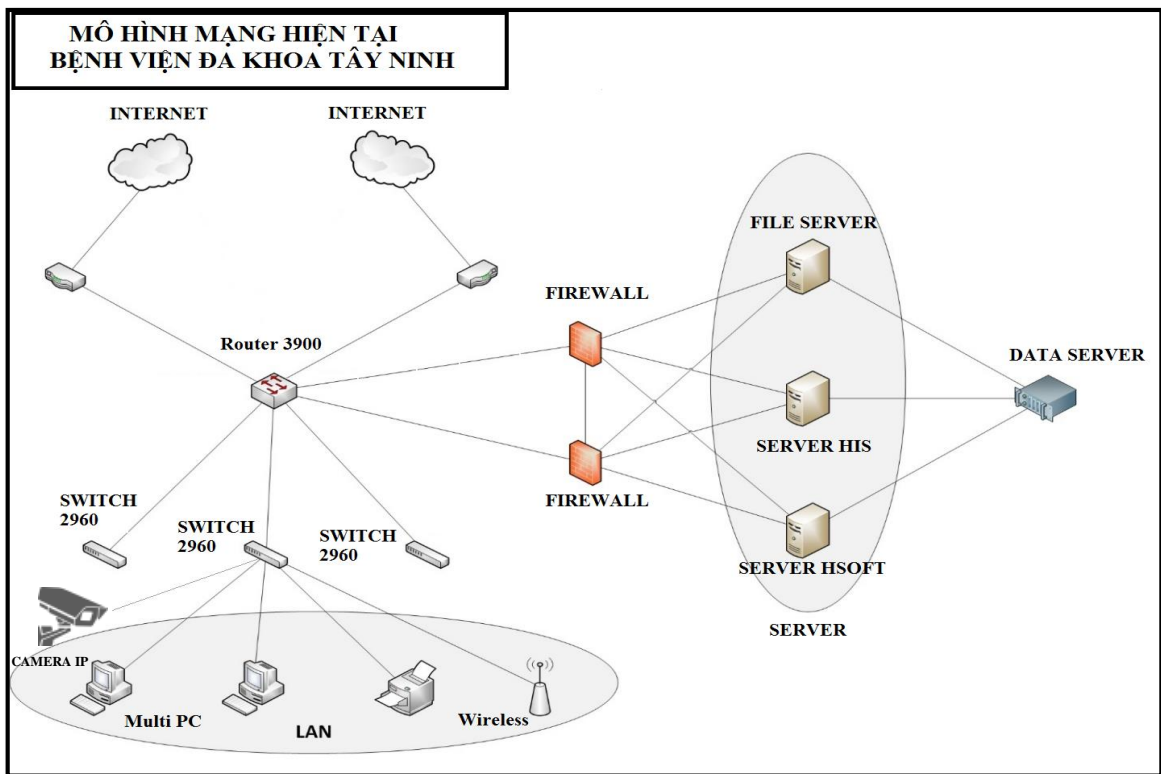 MÔ HÌNH MẠNG HIỆN TẠI
BỆNH VIỆN ĐA KHOA TÂY NINH
INTERNET
INTERNET
FILE SERVER
FIREWALL
Router 3900
DATA SERVER
SERVER HIS
FIREWALL
SWITCH
2960
SWITCH
2960
SWITCH
2960
SERVER HSOFT
SERVER
CAMERA IP
Multi PC
Wireless
LAN